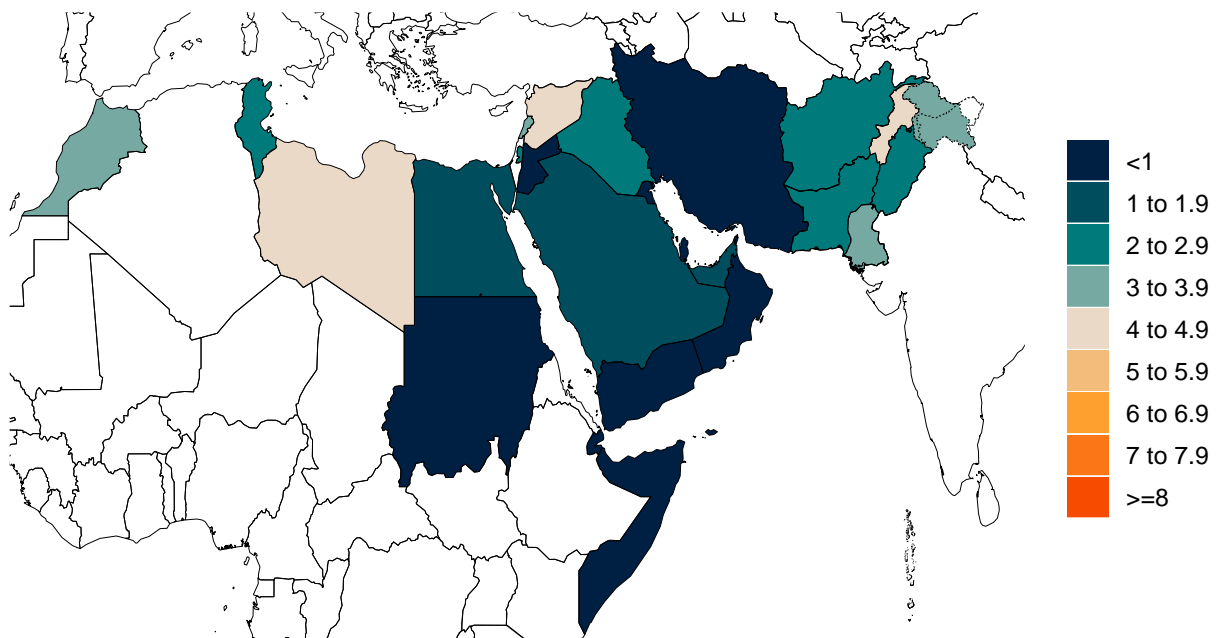 <1
1 to 1.9
2 to 2.9
3 to 3.9
4 to 4.9
5 to 5.9
6 to 6.9
7 to 7.9
>=8